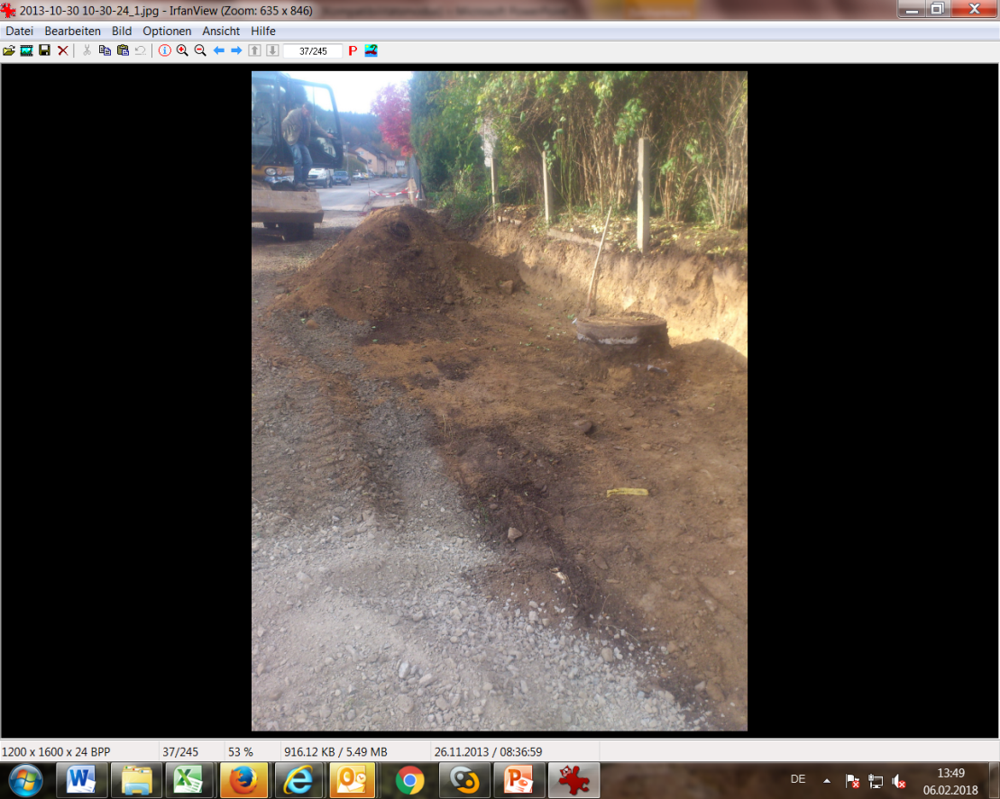 2013-10-30 10-30-24_1.jpg - IrfanView (Zoom: 635 x 846)
Datei Bearbeiten Bild Optionen Ansicht Hilfe
37/245 P
1200 x 1600 x 24 BPP 37/245 53 % 916.12 KB / 5.49 MB 26.11.2013 / 08:36:59
DE 13:49
06.02.2018